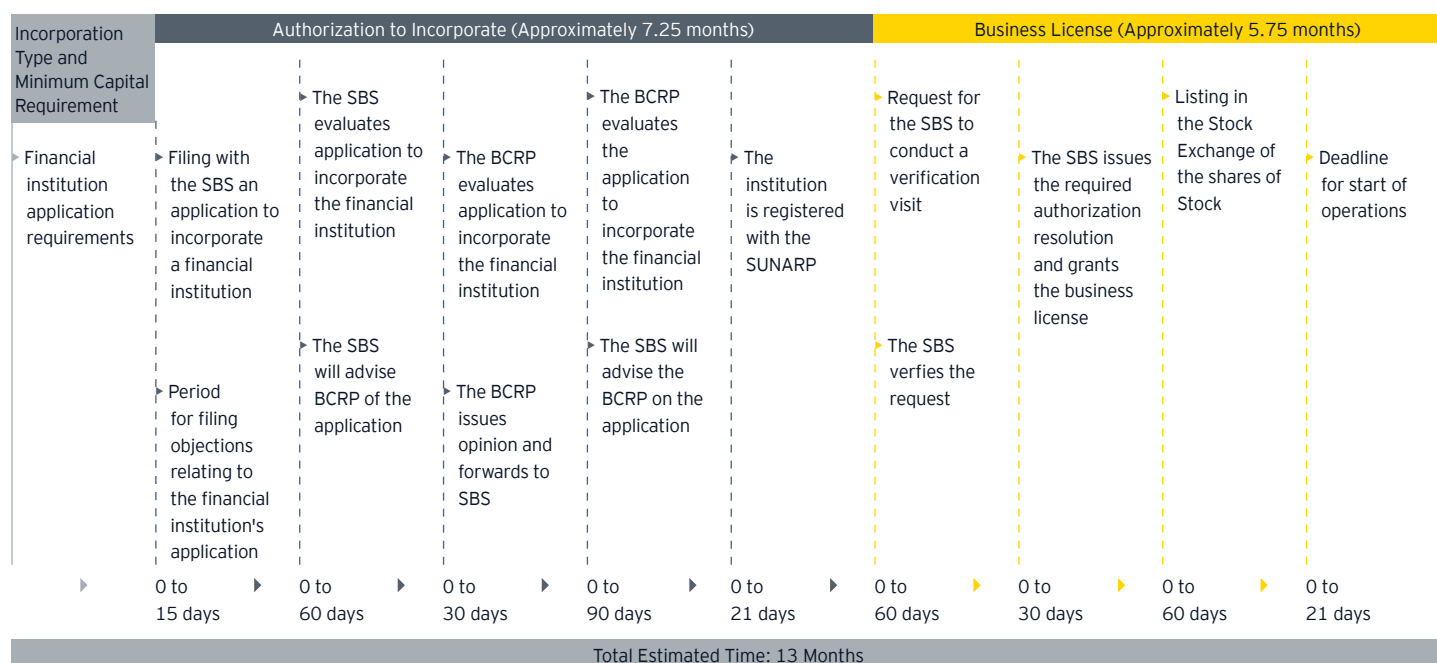 Incorporation
Type and
Minimum Capital
Requirement
Authorization to Incorporate (Approximately 7.25 months)
Business License (Approximately 5.75 months)
Financial
institution
application
requirements
Filing with
the SBS an
application to
incorporate
a financial
institution
Period
for filing
objections
relating to
the financial
institution's
application
The SBS
evaluates
application to
incorporate
the financial
institution
The SBS
will advise
BCRP of the
application
The BCRP
evaluates
application to
incorporate
the financial
institution
The BCRP
issues
opinion and
forwards to
SBS
The BCRP
evaluates
the
application
to
incorporate
the financial
institution
The SBS will
advise the
BCRP on the
application
The
institution
is registered
with the
SUNARP
Request for
the SBS to
conduct a
verification
visit
The SBS
verfies the
request
The SBS issues
the required
authorization
resolution
and grants
the business
license
Listing in
the Stock
Exchange of
the shares of
Stock
Deadline
for start of
operations
0 to
15 days
0 to
60 days
0 to
30 days
0 to
90 days
0 to
21 days
0 to
60 days
0 to
30 days
0 to
60 days
0 to
21 days
Total Estimated Time: 13 Months